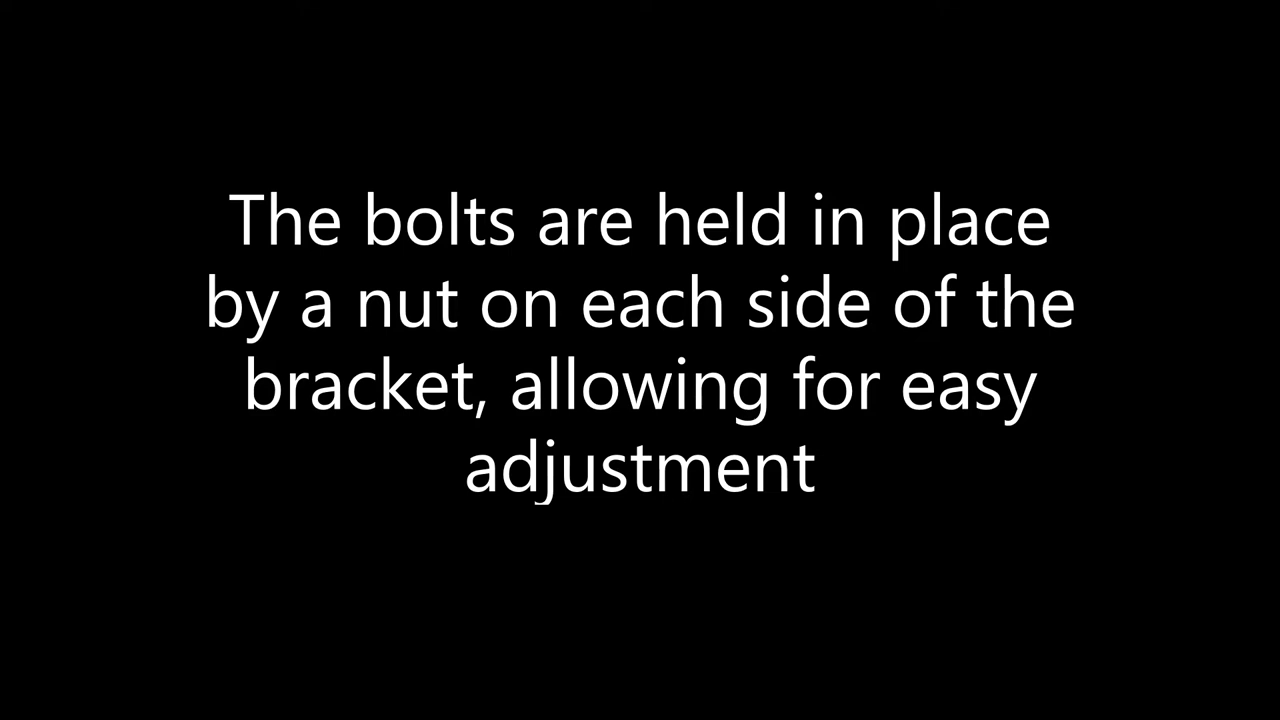 The bolts are held in place
by a nut on each side of the
bracket, allowing for easy
adjustment